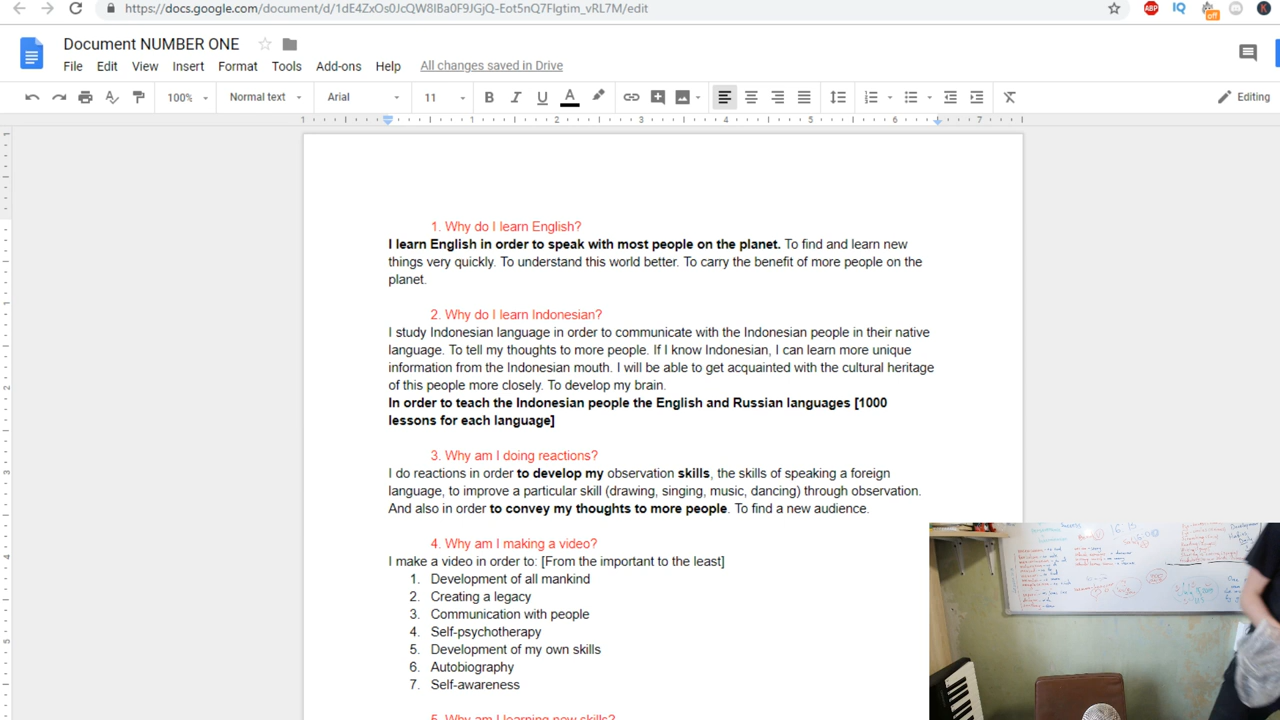 https://docs.google.com/document/d/1dE4ZxOs0JcQW8IBa0F9JGjQ-Eot5nQ7FIgtim_vRL7M/edit
ABP
IQ
off
K
Document NUMBER ONE
File Edit View Insert Format Tools Add-ons Help All changes saved in Drive
100% Normal text Arial 11 B I U A Editing
1 1 2 3 4 5 6 7
1. Why do I learn English?
I learn English in order to speak with most people on the planet. To find and learn new
things very quickly. To understand this world better. To carry the benefit of more people on the
planet.
2. Why do I learn Indonesian?
I study Indonesian language in order to communicate with the Indonesian people in their native
language. To tell my thoughts to more people. If I know Indonesian, I can learn more unique
information from the Indonesian mouth. I will be able to get acquainted with the cultural heritage
of this people more closely. To develop my brain.
In order to teach the Indonesian people the English and Russian languages [1000
lessons for each language]
3. Why am I doing reactions?
I do reactions in order to develop my observation skills, the skills of speaking a foreign
language, to improve a particular skill (drawing, singing, music, dancing) through observation.
And also in order to convey my thoughts to more people. To find a new audience.
4. Why am I making a video?
I make a video in order to: [From the important to the least]
1. Development of all mankind
2. Creating a legacy
3. Communication with people
4. Self-psychotherapy
5. Development of my own skills
6. Autobiography
7. Self-awareness
5. Why am I learning new skills?